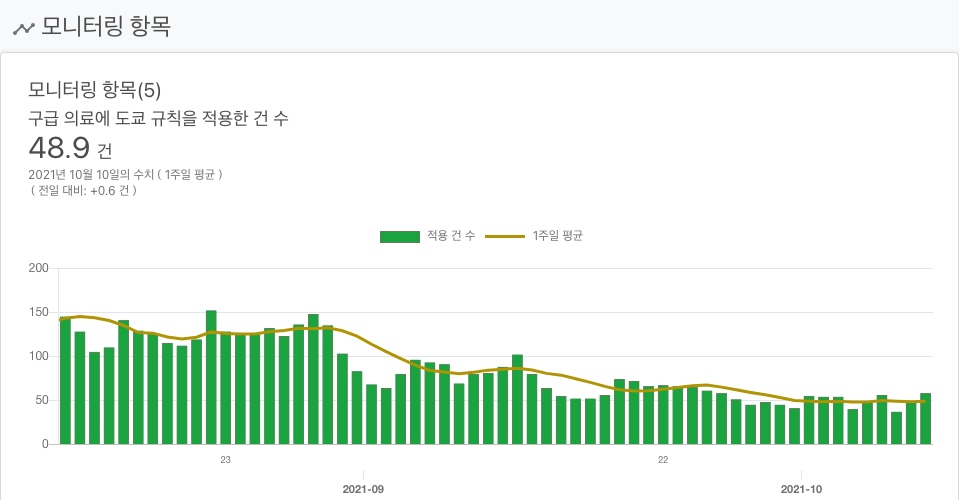 모니터링 항목
모니터링 항목(5)
구급 의료에 도쿄 규칙을 적용한 건 수
48.9 건
2021년 10월 10일의 수치 ( 1주일 평균 )
( 전일 대비: +0.6 건 )
적용 건 수 1주일 평균
200
150
100
50
0
23 22
2021-09 2021-10